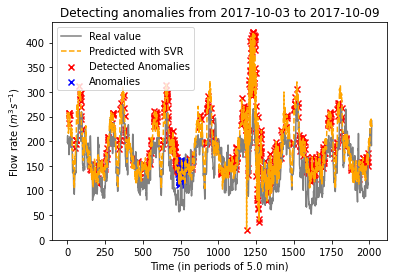 Detecting anomalies from 2017-10-03 to 2017-10-09
Real value
Predicted with SVR
Detected Anomalies
Anomalies
Flow rate (m³s⁻¹)
400
350
300
250
200
150
100
50
0
0 250 500 750 1000 1250 1500 1750 2000
Time (in periods of 5.0 min)